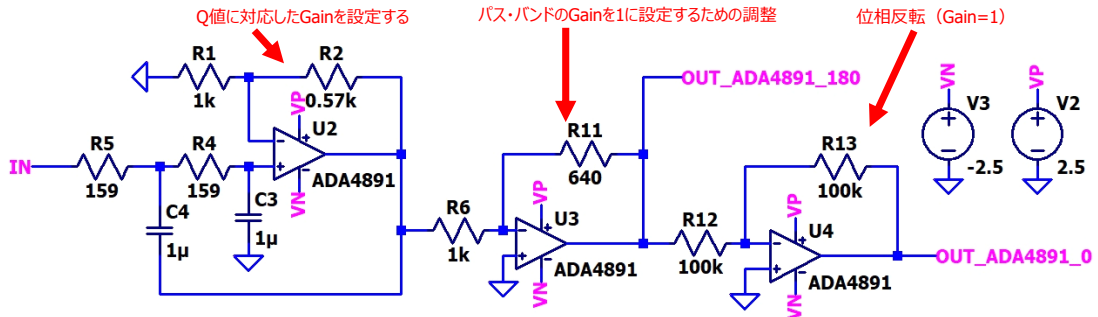 Q値に対応したGainを設定する
パス・バンドのGainを1に設定するための調整
位相反転（Gain=1）
R1
1k
R2
0.57k
VP
U2
ADA4891
VN
IN
R5
159
R4
159
C4
1µ
C3
1µ
R6
1k
R11
640
VP
U3
ADA4891
VN
OUT_ADA4891_180
R12
100k
R13
100k
VP
U4
ADA4891
VN
OUT_ADA4891_0
VN
V3
-2.5
VP
V2
2.5